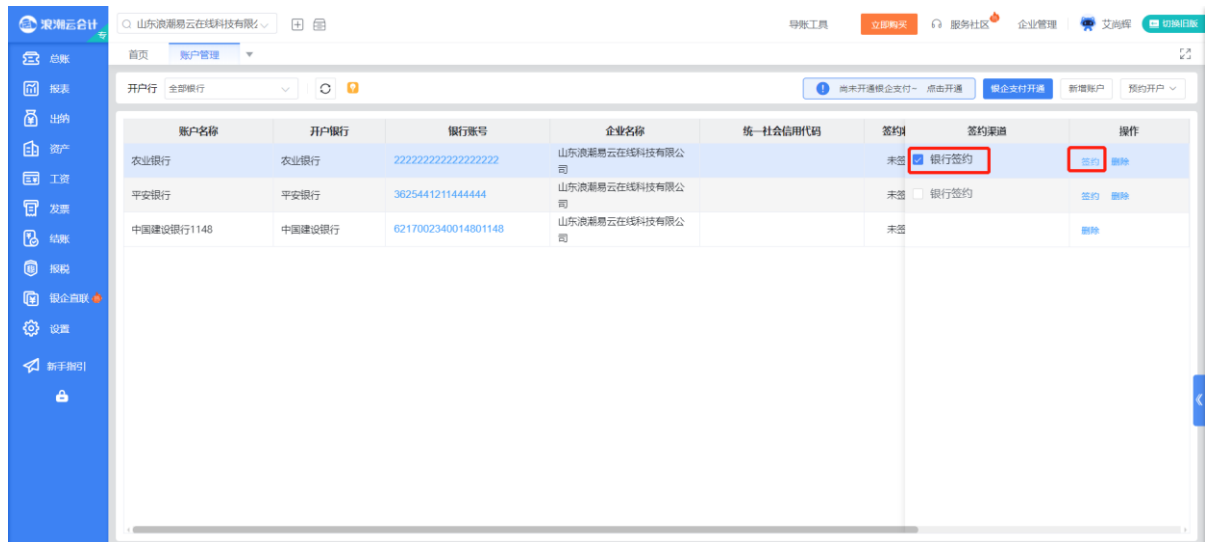 浪潮云会计
专
山东浪潮易云在线科技有限公
导账工具
立即购买
服务社区
企业管理
艾尚辉
切换旧版
总账
首页
账户管理
报表
开户行
全部银行
尚未开通银企支付~ 点击开通
银企支付开通
新增账户
预约开户
出纳
账户名称
开户银行
银行账号
企业名称
统一社会信用代码
签约渠道
操作
资产
农业银行
农业银行
222222222222222222
山东浪潮易云在线科技有限公
司
未签
银行签约
签约
删除
工资
平安银行
平安银行
3625441211444444
山东浪潮易云在线科技有限公
司
未签
银行签约
签约
删除
发票
中国建设银行1148
中国建设银行
6217002340014801148
山东浪潮易云在线科技有限公
司
未签
删除
结账
报税
银企直联
设置
新手指引